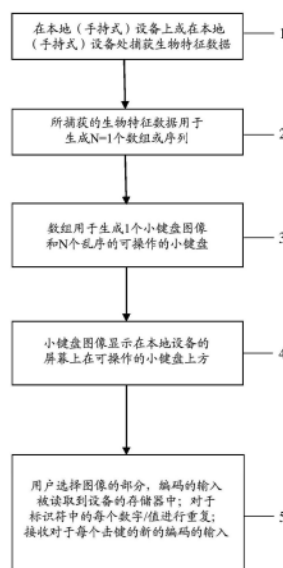 在本地（手持式）设备上或在本地
（手持式）设备处捕获生物特征数据
1
所捕获的生物特征数据用于
生成N=1个数组或序列
2
数组用于生成1个小键盘图像
和N个乱序的可操作的小键盘
3
小键盘图像显示在本地设备的
屏幕上在可操作的小键盘上方
4
用户选择图像的部分，编码的输入
被读取到设备的存储器中；对于
标识符中的每个数字/值进行重复；
接收对于每个击键的新的编码的输入
5